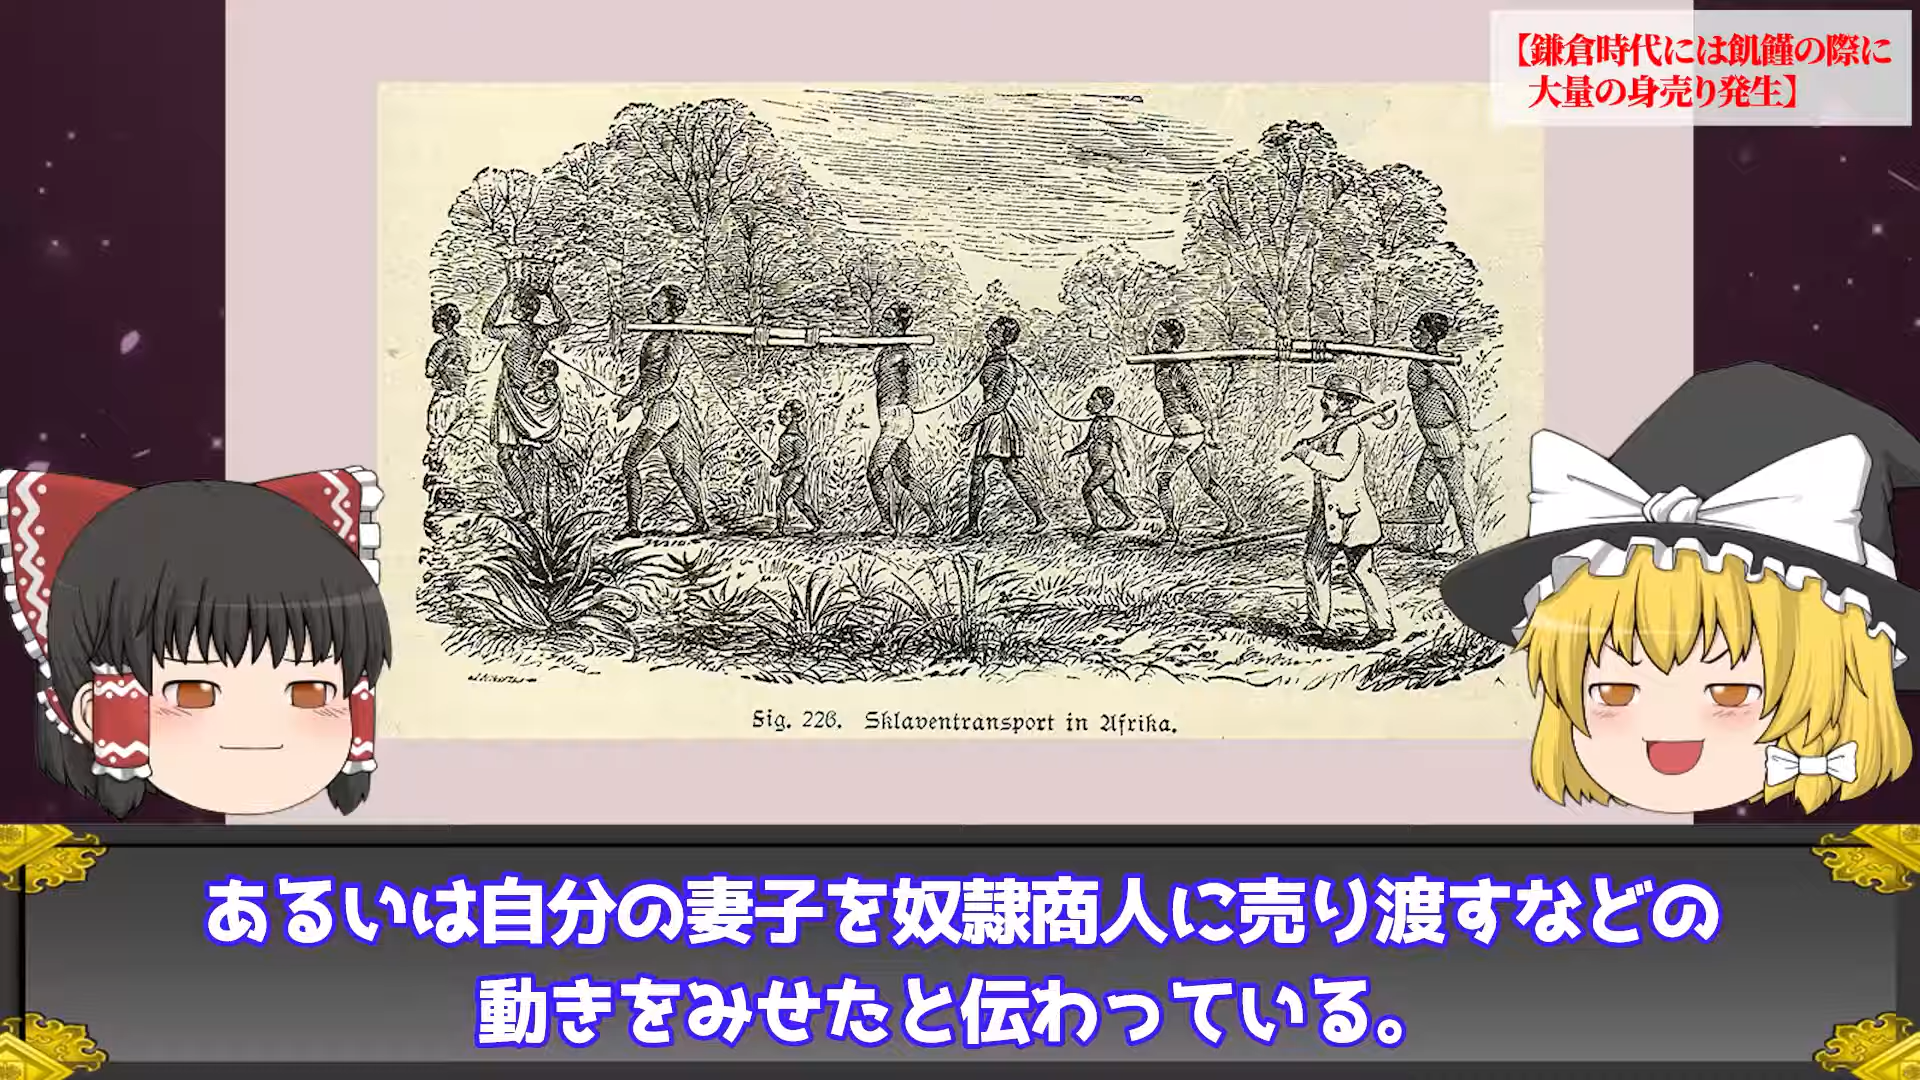 【鎌倉時代には飢饉の際に
大量の身売り発生】
Fig. 226. Sklaventransport in Afrika.
あるいは自分の妻子を奴隷商人に売り渡すなどの
動きをみせたと伝わっている。